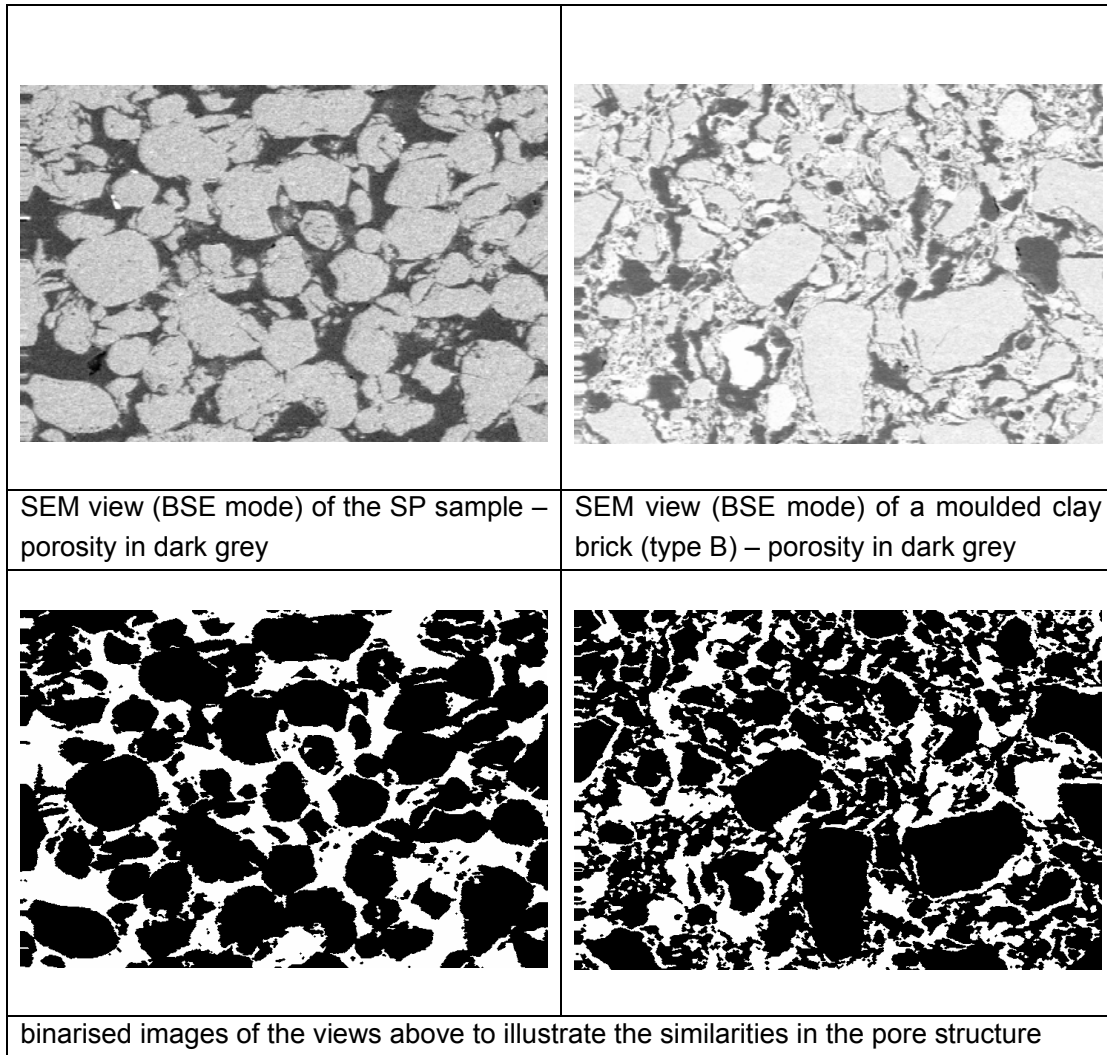 SEM view (BSE mode) of the SP sample –
porosity in dark grey
SEM view (BSE mode) of a moulded clay
brick (type B) – porosity in dark grey
binarised images of the views above to illustrate the similarities in the pore structure